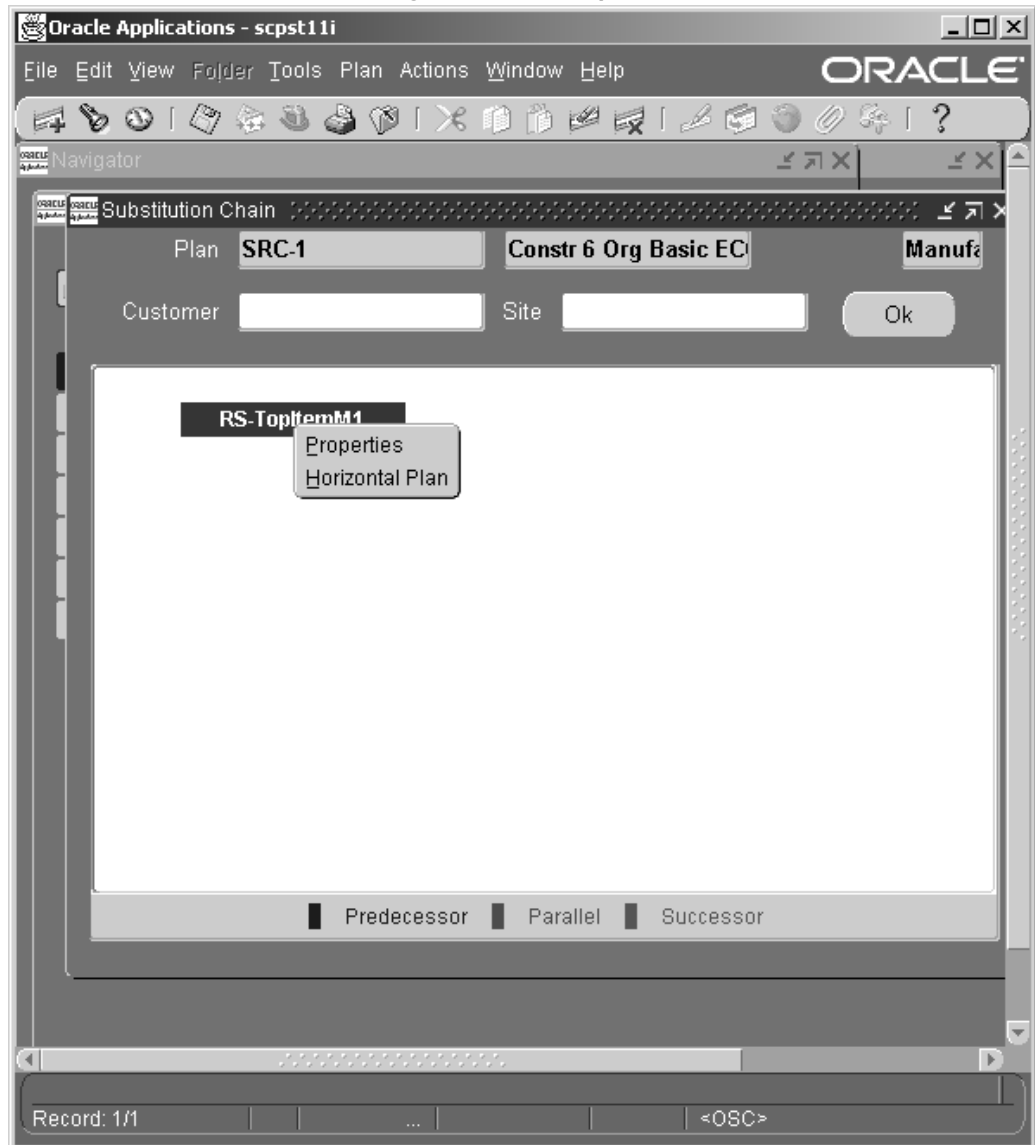 Oracle Applications - scpst11i
File Edit View Folder Tools Plan Actions Window Help ORACLE
?
Navigator
Substitution Chain
Plan SRC-1 Constr 6 Org Basic EC Manufa
Customer Site Ok
RS-TopItemM1
Properties
Horizontal Plan
Predecessor Parallel Successor
Record: 1/1 ... <OSC>